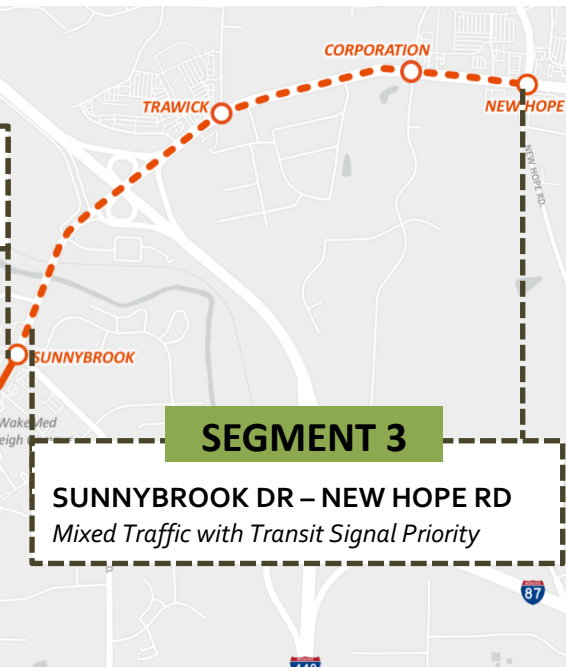 CORPORATION
TRAWICK
NEW HOPE
NEW HOPE RD.
SUNNYBROOK
WakeMed
SEGMENT 3
SUNNYBROOK DR – NEW HOPE RD
Mixed Traffic with Transit Signal Priority
87